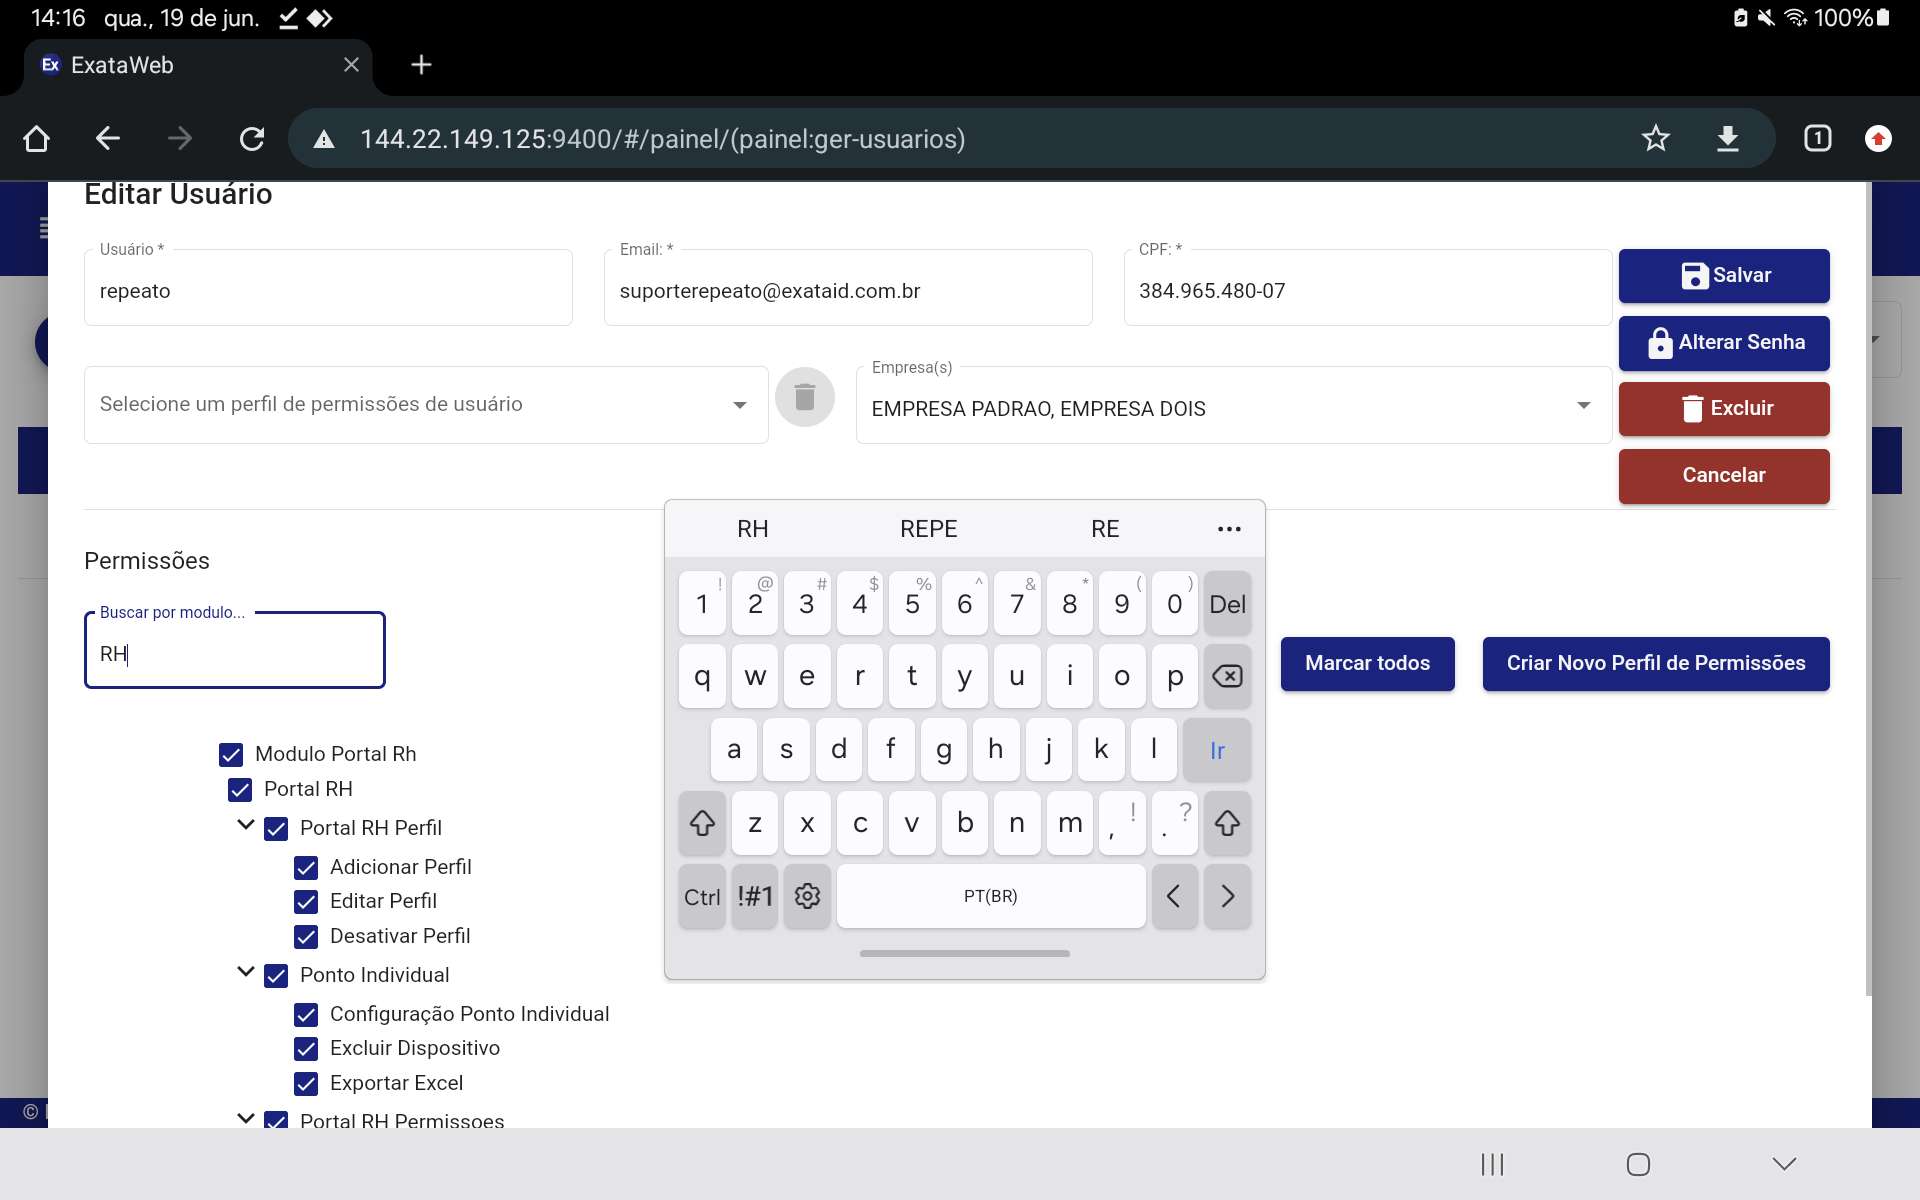 14:16 qua., 19 de jun.
100%
Ex ExataWeb
144.22.149.125:9400/#/painel/(painel:ger-usuarios)
1
Editar Usuário
Usuário *
repeato
Email: *
suporterepeato@exataid.com.br
CPF: *
384.965.480-07
Salvar
Alterar Senha
Selecione um perfil de permissões de usuário
Empresa(s)
EMPRESA PADRAO, EMPRESA DOIS
Excluir
Cancelar
Permissões
Buscar por modulo...
RH
Marcar todos
Criar Novo Perfil de Permissões
Modulo Portal Rh
Portal RH
Portal RH Perfil
Adicionar Perfil
Editar Perfil
Desativar Perfil
Ponto Individual
Configuração Ponto Individual
Excluir Dispositivo
Exportar Excel
Portal RH Permissoes
©
RH REPE RE ...
! @ # $ % ^ & * ( )
1 2 3 4 5 6 7 8 9 0 Del
q w e r t y u i o p
a s d f g h j k l Ir
z x c v b n m , ! . ?
Ctrl !#1 PT(BR) < >